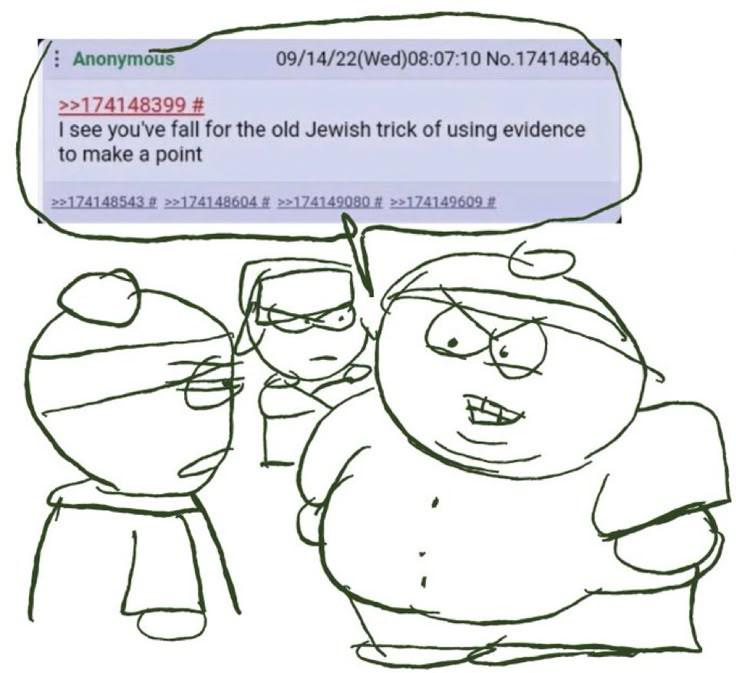 Anonymous 09/14/22(Wed)08:07:10 No.174148461
>>174148399 #
I see you've fall for the old Jewish trick of using evidence
to make a point
>>174148543 # >>174148604 # >>174149080 # >>174149609 #